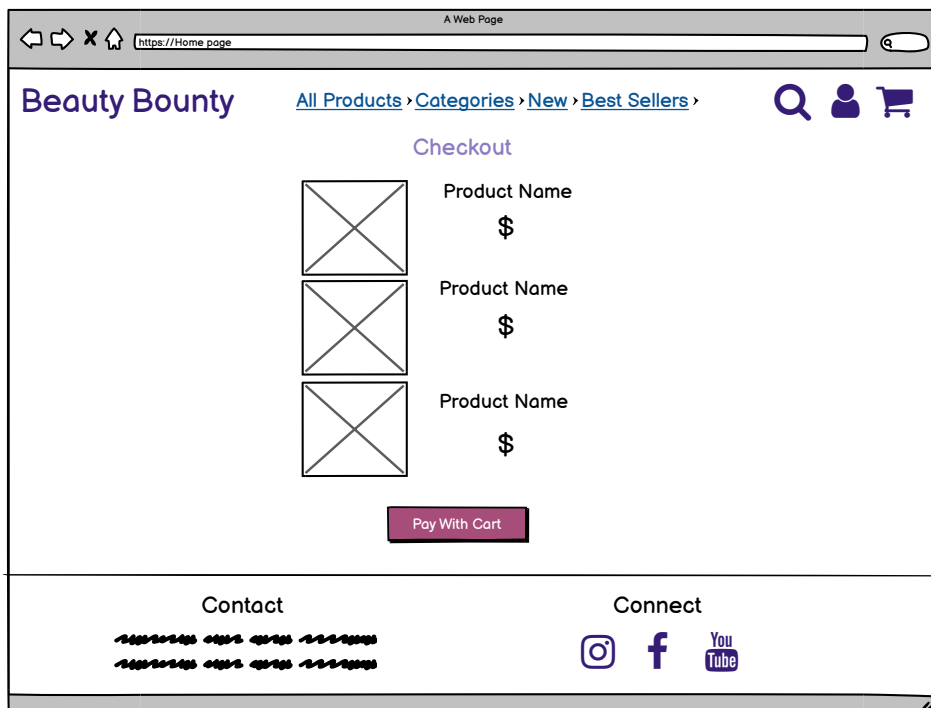 A Web Page
https://Home page
Beauty Bounty
All Products › Categories › New › Best Sellers ›
Checkout
Product Name
$
Product Name
$
Product Name
$
Pay With Cart
Contact
Connect
You
Tube